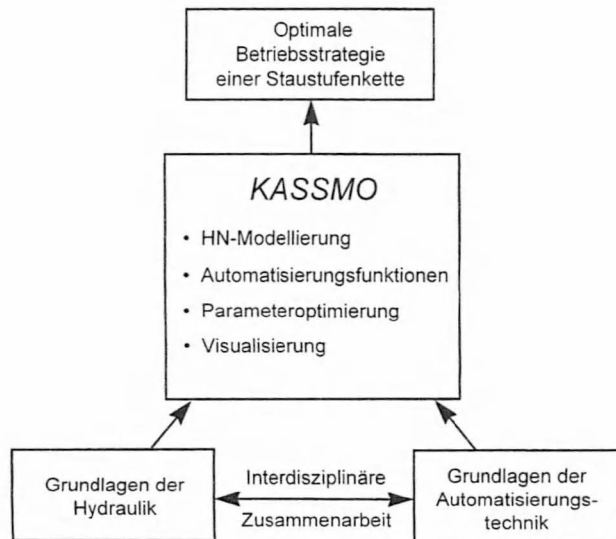 Optimale
Betriebsstrategie
einer Staustufenkette
KASSMO
• HN-Modellierung
• Automatisierungsfunktionen
• Parameteroptimierung
• Visualisierung
Grundlagen der
Hydraulik
Interdisziplinäre
Zusammenarbeit
Grundlagen der
Automatisierungs-
technik